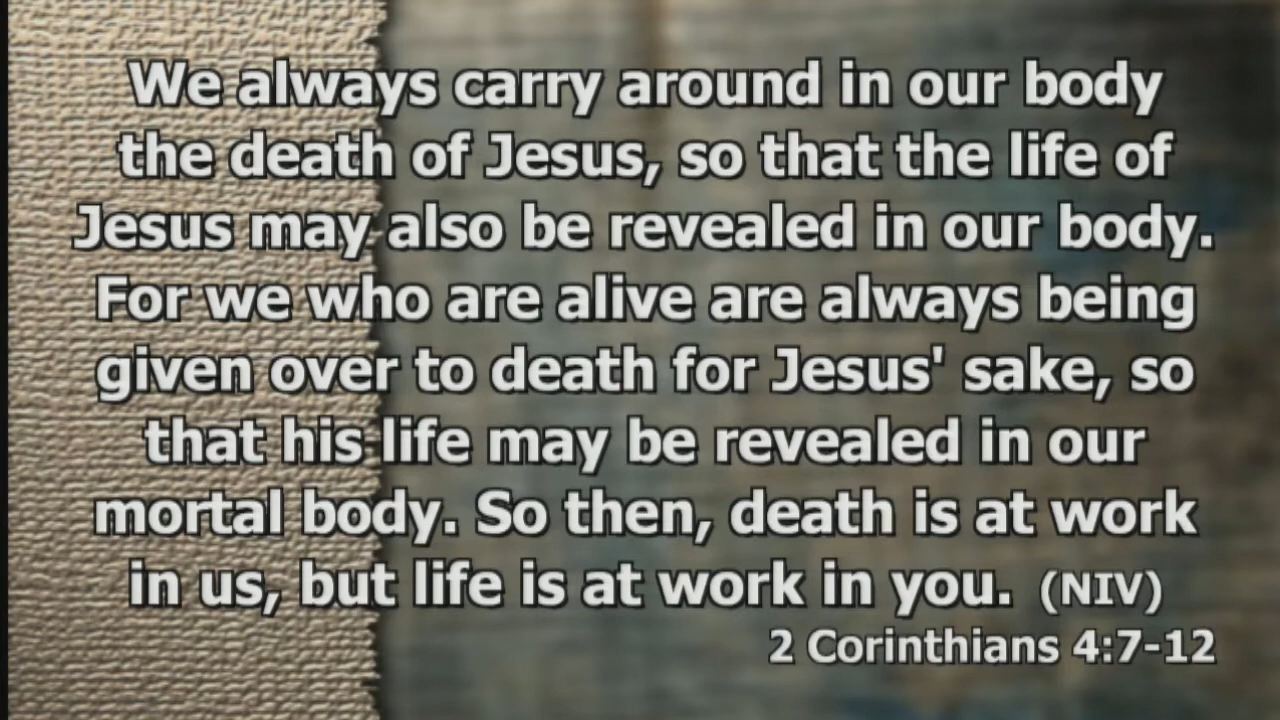 We always carry around in our body
the death of Jesus, so that the life of
Jesus may also be revealed in our body.
For we who are alive are always being
given over to death for Jesus' sake, so
that his life may be revealed in our
mortal body. So then, death is at work
in us, but life is at work in you. (NIV)
2 Corinthians 4:7-12